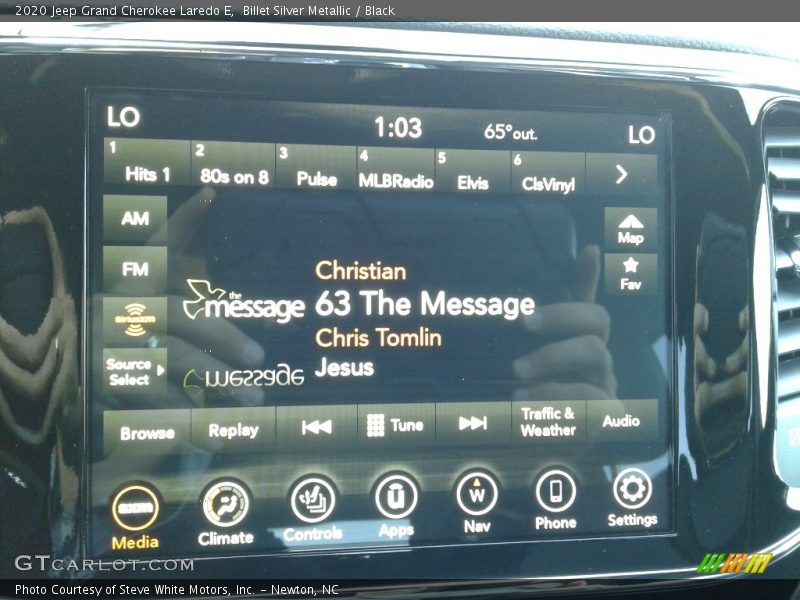 2020 Jeep Grand Cherokee Laredo E, Billet Silver Metallic / Black
LO
1:03
65° out.
LO
1 Hits 1
2 80s on 8
3 Pulse
4 MLBRadio
5 Elvis
6 ClsVinyl
AM
Map
FM
Fav
siriusxm
Source
Select
Christian
the message
63 The Message
Chris Tomlin
Jesus
message
Browse
Replay
Tune
Traffic &
Weather
Audio
sxm
Media
Climate
Controls
Apps
W
Nav
Phone
Settings
GTCARLOT.COM
Photo Courtesy of Steve White Motors, Inc. – Newton, NC